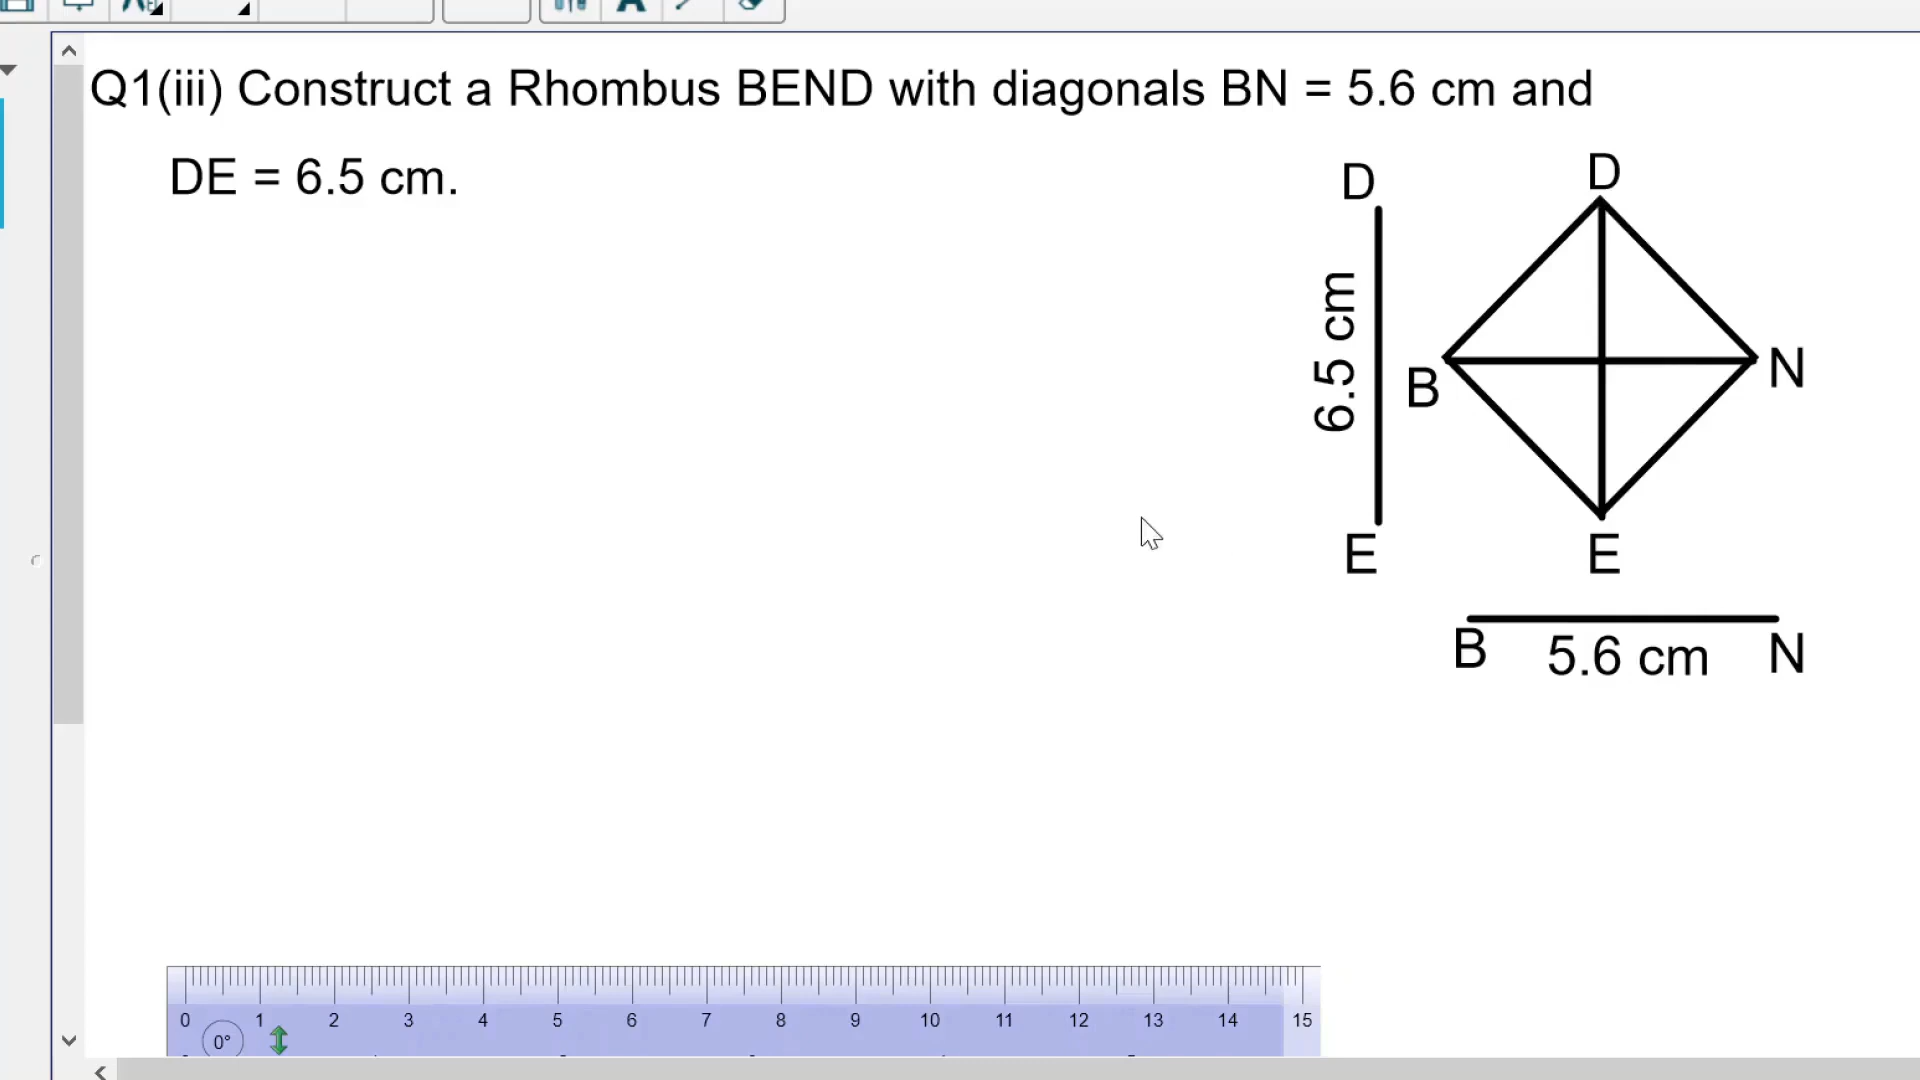 Q1(iii) Construct a Rhombus BEND with diagonals BN = 5.6 cm and
DE = 6.5 cm.
D
D
6.5 cm
B
N
E
E
B 5.6 cm N
0 1 2 3 4 5 6 7 8 9 10 11 12 13 14 15
0°